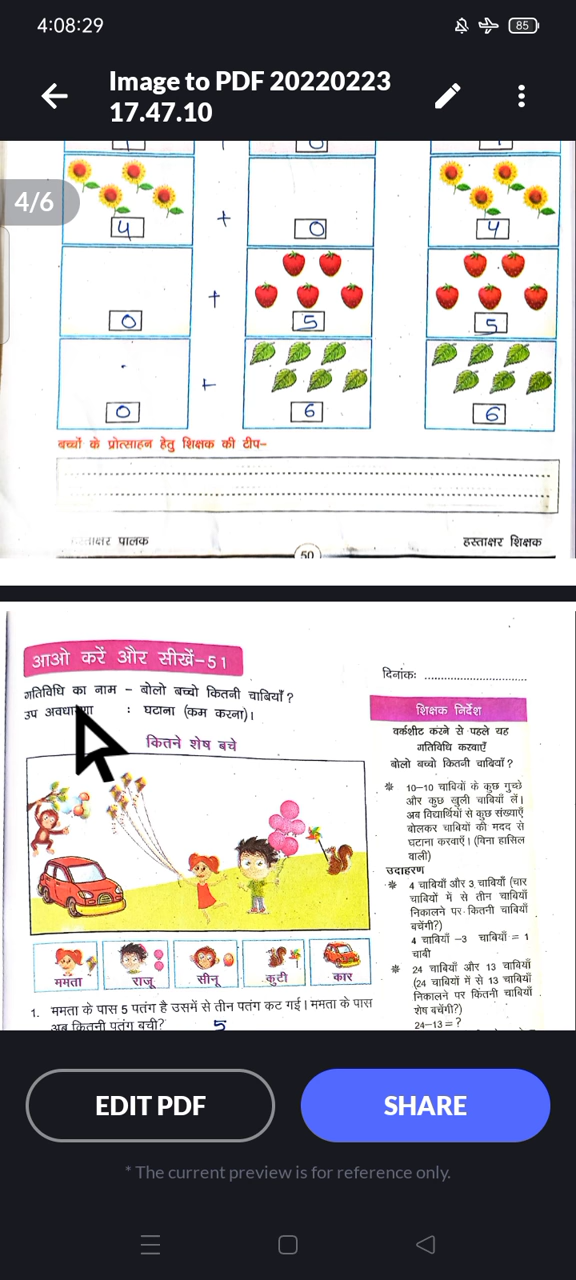 4:08:29
85
Image to PDF 20220223
17.47.10
4/6
4 + 0 4
0 + 5 5
0 + 6 6
बच्चों के प्रोत्साहन हेतु शिक्षक की टीप–
पालक
हस्ताक्षर शिक्षक
50
आओ करें और सीखें–51
दिनांकः
गतिविधि का नाम – बोलो बच्चो कितनी चाबियाँ ?
उप : घटाना (कम करना)।
कितने शेष बचे
ममता
राजू
सीनू
कुटी
कार
1. ममता के पास 5 पतंग है उसमें से तीन पतंग कट गई। ममता के पास
अब कितनी पतंग बची? 5
शिक्षक निर्देश
वर्कशीट करने से पहले यह
गतिविधि करवाएँ
बोलो बच्चो कितनी चाबियाँ ?
10–10 चाबियों के कुछ गुच्छे
और कुछ खुली चाबियाँ लें।
अब विद्यार्थियों से कुछ संख्याएँ
बोलकर चाबियों की मदद से
घटाना करवाएँ। (विना हासिल
वाली)
उदाहरण
4 चाबियाँ और 3 चाबियाँ (चार
चाबियों में से तीन चाबियाँ
निकालने पर कितनी चाबियाँ
बचेंगी?)
4 चाबियाँ –3 चाबियाँ = 1
चाबी
24 चाबियाँ और 13 चाबियाँ
(24 चाबियों में से 13 चाबियाँ
निकालने पर कितनी चाबियाँ
शेष बचेंगी?)
24–13 = ?
EDIT PDF
SHARE
* The current preview is for reference only.